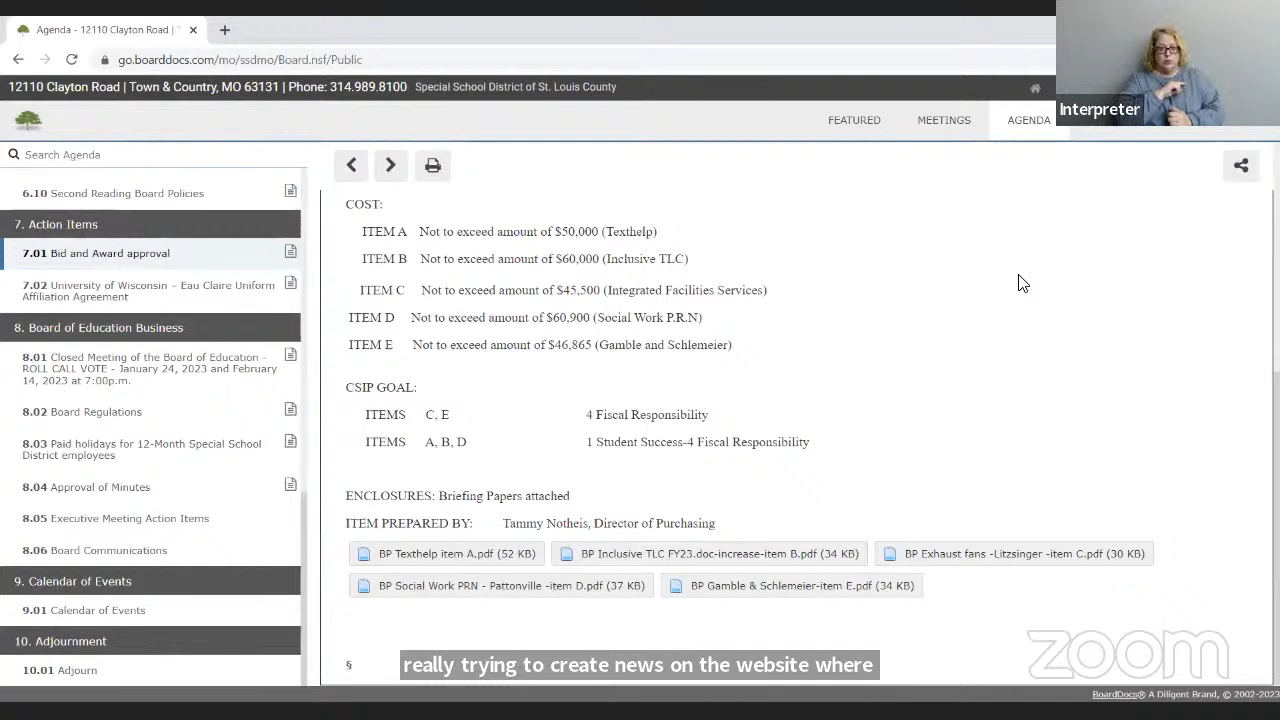 Agenda - 12110 Clayton Road |
go.boarddocs.com/mo/ssdmo/Board.nsf/Public
12110 Clayton Road | Town & Country, MO 63131 | Phone: 314.989.8100 Special School District of St. Louis County
Interpreter
FEATURED MEETINGS AGENDA
Search Agenda
6.10 Second Reading Board Policies
7. Action Items
7.01 Bid and Award approval
7.02 University of Wisconsin – Eau Claire Uniform
Affiliation Agreement
8. Board of Education Business
8.01 Closed Meeting of the Board of Education -
ROLL CALL VOTE - January 24, 2023 and February
14, 2023 at 7:00p.m.
8.02 Board Regulations
8.03 Paid holidays for 12-Month Special School
District employees
8.04 Approval of Minutes
8.05 Executive Meeting Action Items
8.06 Board Communications
9. Calendar of Events
9.01 Calendar of Events
10. Adjournment
10.01 Adjourn
COST:
ITEM A Not to exceed amount of $50,000 (Texthelp)
ITEM B Not to exceed amount of $60,000 (Inclusive TLC)
ITEM C Not to exceed amount of $45,500 (Integrated Facilities Services)
ITEM D Not to exceed amount of $60,900 (Social Work P.R.N)
ITEM E Not to exceed amount of $46,865 (Gamble and Schlemeier)
CSIP GOAL:
ITEMS C, E 4 Fiscal Responsibility
ITEMS A, B, D 1 Student Success-4 Fiscal Responsibility
ENCLOSURES: Briefing Papers attached
ITEM PREPARED BY: Tammy Notheis, Director of Purchasing
BP Texthelp item A.pdf (52 KB) BP Inclusive TLC FY23.doc-increase-item B.pdf (34 KB) BP Exhaust fans -Litzsinger -item C.pdf (30 KB)
BP Social Work PRN - Pattonville -item D.pdf (37 KB) BP Gamble & Schlemeier-item E.pdf (34 KB)
§
really trying to create news on the website where
zoom
BoardDocs® A Diligent Brand, © 2002-2023